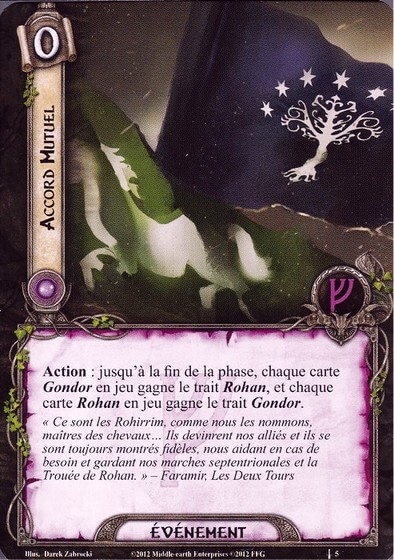 0
ACCORD MUTUEL
Action : jusqu'à la fin de la phase, chaque carte
Gondor en jeu gagne le trait Rohan, et chaque
carte Rohan en jeu gagne le trait Gondor.
« Ce sont les Rohirrim, comme nous les nommons,
maîtres des chevaux… Ils devinrent nos alliés et ils se
sont toujours montrés fidèles, nous aidant en cas de
besoin et gardant nos marches septentrionales et la
Trouée de Rohan. » – Faramir, Les Deux Tours
ÉVÉNEMENT
Illus. Darek Zabrocki ©2012 Middle-earth Enterprises ©2012 FFG 5